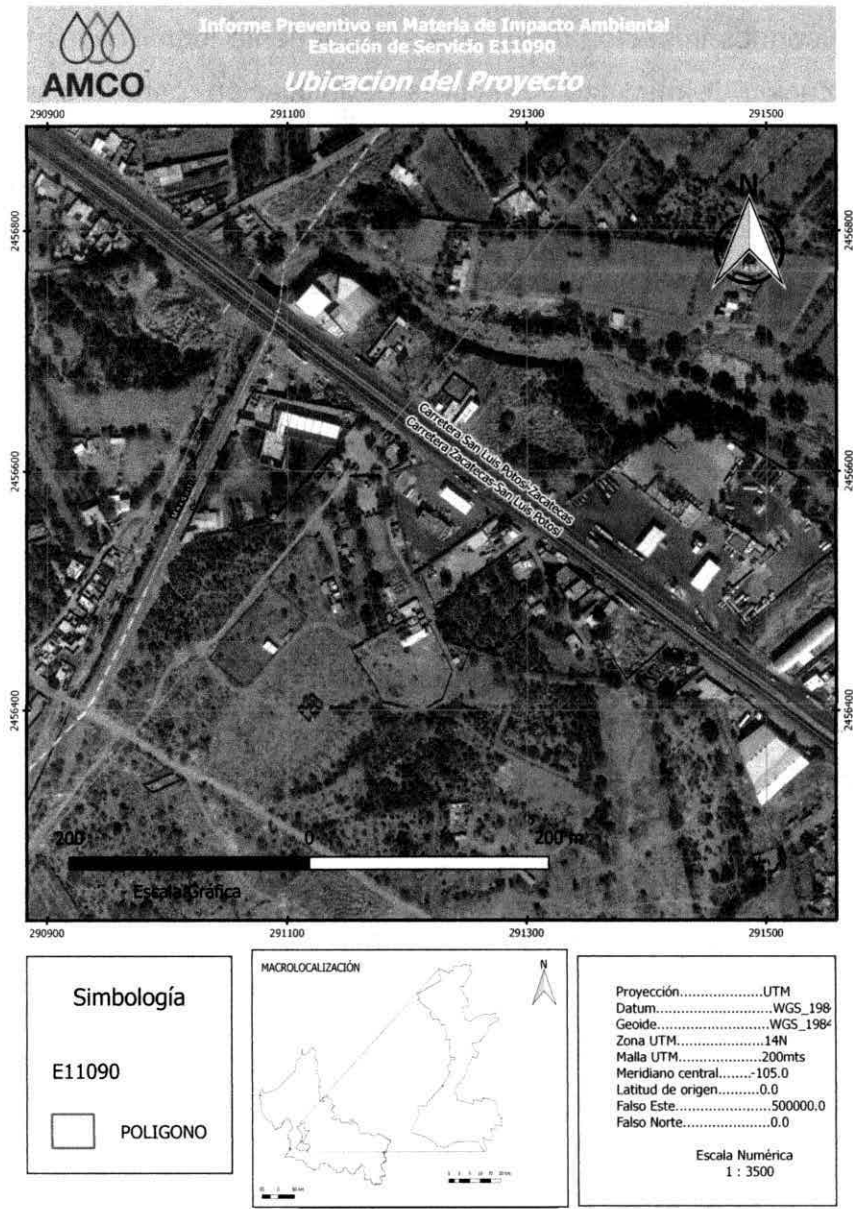 Informe Preventivo en Materia de Impacto Ambiental
Estación de Servicio E11090
Ubicacion del Proyecto
AMCO
290900 291100 291300 291500
2456800 2456800
N
Carretera San Luis Potosí-Zacatecas
Carretera Zacatecas-San Luis Potosí
2456600 2456600
2456400 2456400
200 0 200 m
Escala Gráfica
290900 291100 291300 291500
Simbología
E11090
POLIGONO
MACROLOCALIZACIÓN
N
Proyección....................UTM
Datum...........................WGS_198
Geoide..........................WGS_198
Zona UTM....................14N
Malla UTM....................200mts
Meridiano central........-105.0
Latitud de origen..........0.0
Falso Este.....................500000.0
Falso Norte...................0.0
Escala Numérica
1 : 3500